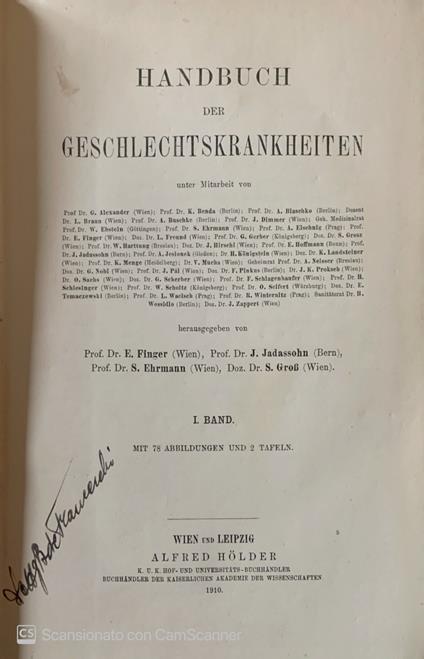 HANDBUCH
DER
GESCHLECHTSKRANKHEITEN
unter Mitarbeit von
Prof Dr. G. Alexander (Wien); Prof. Dr. K. Benda (Berlin); Prof. Dr. A. Blaschko (Berlin); Dozent
Dr. L. Braun (Wien); Prof. Dr. A. Buschke (Berlin); Prof. Dr. J. Dimmer (Wien); Geh. Medizinalrat
Prof. Dr. W. Ebstein (Göttingen); Prof. Dr. S. Ehrmann (Wien); Prof. Dr. A. Elschnig (Prag); Prof.
Dr. E. Finger (Wien); Doz. Dr. L. Freund (Wien); Prof. Dr. G. Gerber (Königsberg); Doz. Dr. S. Grosz
(Wien); Prof. Dr. W. Harttung (Breslau); Doz. Dr. J. Hirschl (Wien); Prof. Dr. E. Hoffmann (Bonn); Prof.
Dr. J. Jadassohn (Bern); Prof. Dr. A. Jesionek (Gießen); Dr. H. Königstein (Wien); Doz. Dr. K. Landsteiner
(Wien); Prof. Dr. K. Menge (Heidelberg); Dr. V. Mucha (Wien); Geheimrat Prof. Dr. A. Neisser (Breslau);
Doz. Dr. G. Nobl (Wien); Prof. Dr. J. Pál (Wien); Doz. Dr. F. Pinkus (Berlin); Dr. J. K. Proksch (Wien);
Dr. O. Sachs (Wien); Doz. Dr. G. Scherber (Wien); Prof. Dr. F. Schlagenhaufer (Wien); Prof. Dr. H.
Schlesinger (Wien); Prof. Dr. W. Scholtz (Königsberg); Prof. Dr. O. Seifert (Würzburg); Doz. Dr. E.
Tomaczewski (Berlin); Prof. Dr. L. Waelsch (Prag); Prof. Dr. R. Winternitz (Prag); Sanitätsrat Dr. H.
Wossidlo (Berlin); Doz. Dr. J. Zappert (Wien)
herausgegeben von
Prof. Dr. E. Finger (Wien), Prof. Dr. J. Jadassohn (Bern),
Prof. Dr. S. Ehrmann (Wien), Doz. Dr. S. Groß (Wien).
I. BAND.
MIT 78 ABBILDUNGEN UND 2 TAFELN.
WIEN UND LEIPZIG
ALFRED HÖLDER
K. U. K. HOF- UND UNIVERSITÄTS-BUCHHÄNDLER
BUCHHÄNDLER DER KAISERLICHEN AKADEMIE DER WISSENSCHAFTEN
1910.
CS Scansionato con CamScanner